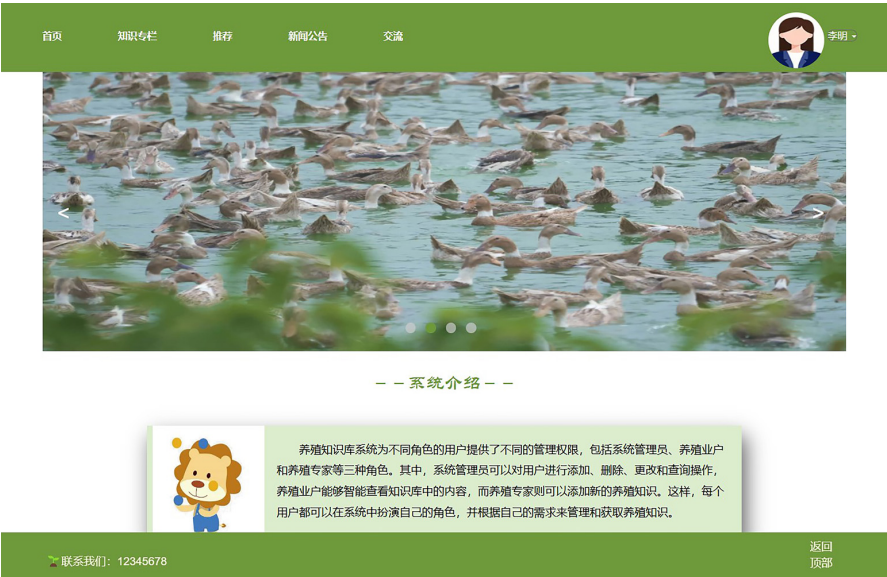 首页 知识专栏 推荐 新闻公告 交流 李明
<
>
－－系统介绍－－
养殖知识库系统为不同角色的用户提供了不同的管理权限，包括系统管理员、养殖业户
和养殖专家等三种角色。其中，系统管理员可以对用户进行添加、删除、更改和查询操作，
养殖业户能够智能查看知识库中的内容，而养殖专家则可以添加新的养殖知识。这样，每个
用户都可以在系统中扮演自己的角色，并根据自己的需求来管理和获取养殖知识。
联系我们：12345678
返回
顶部